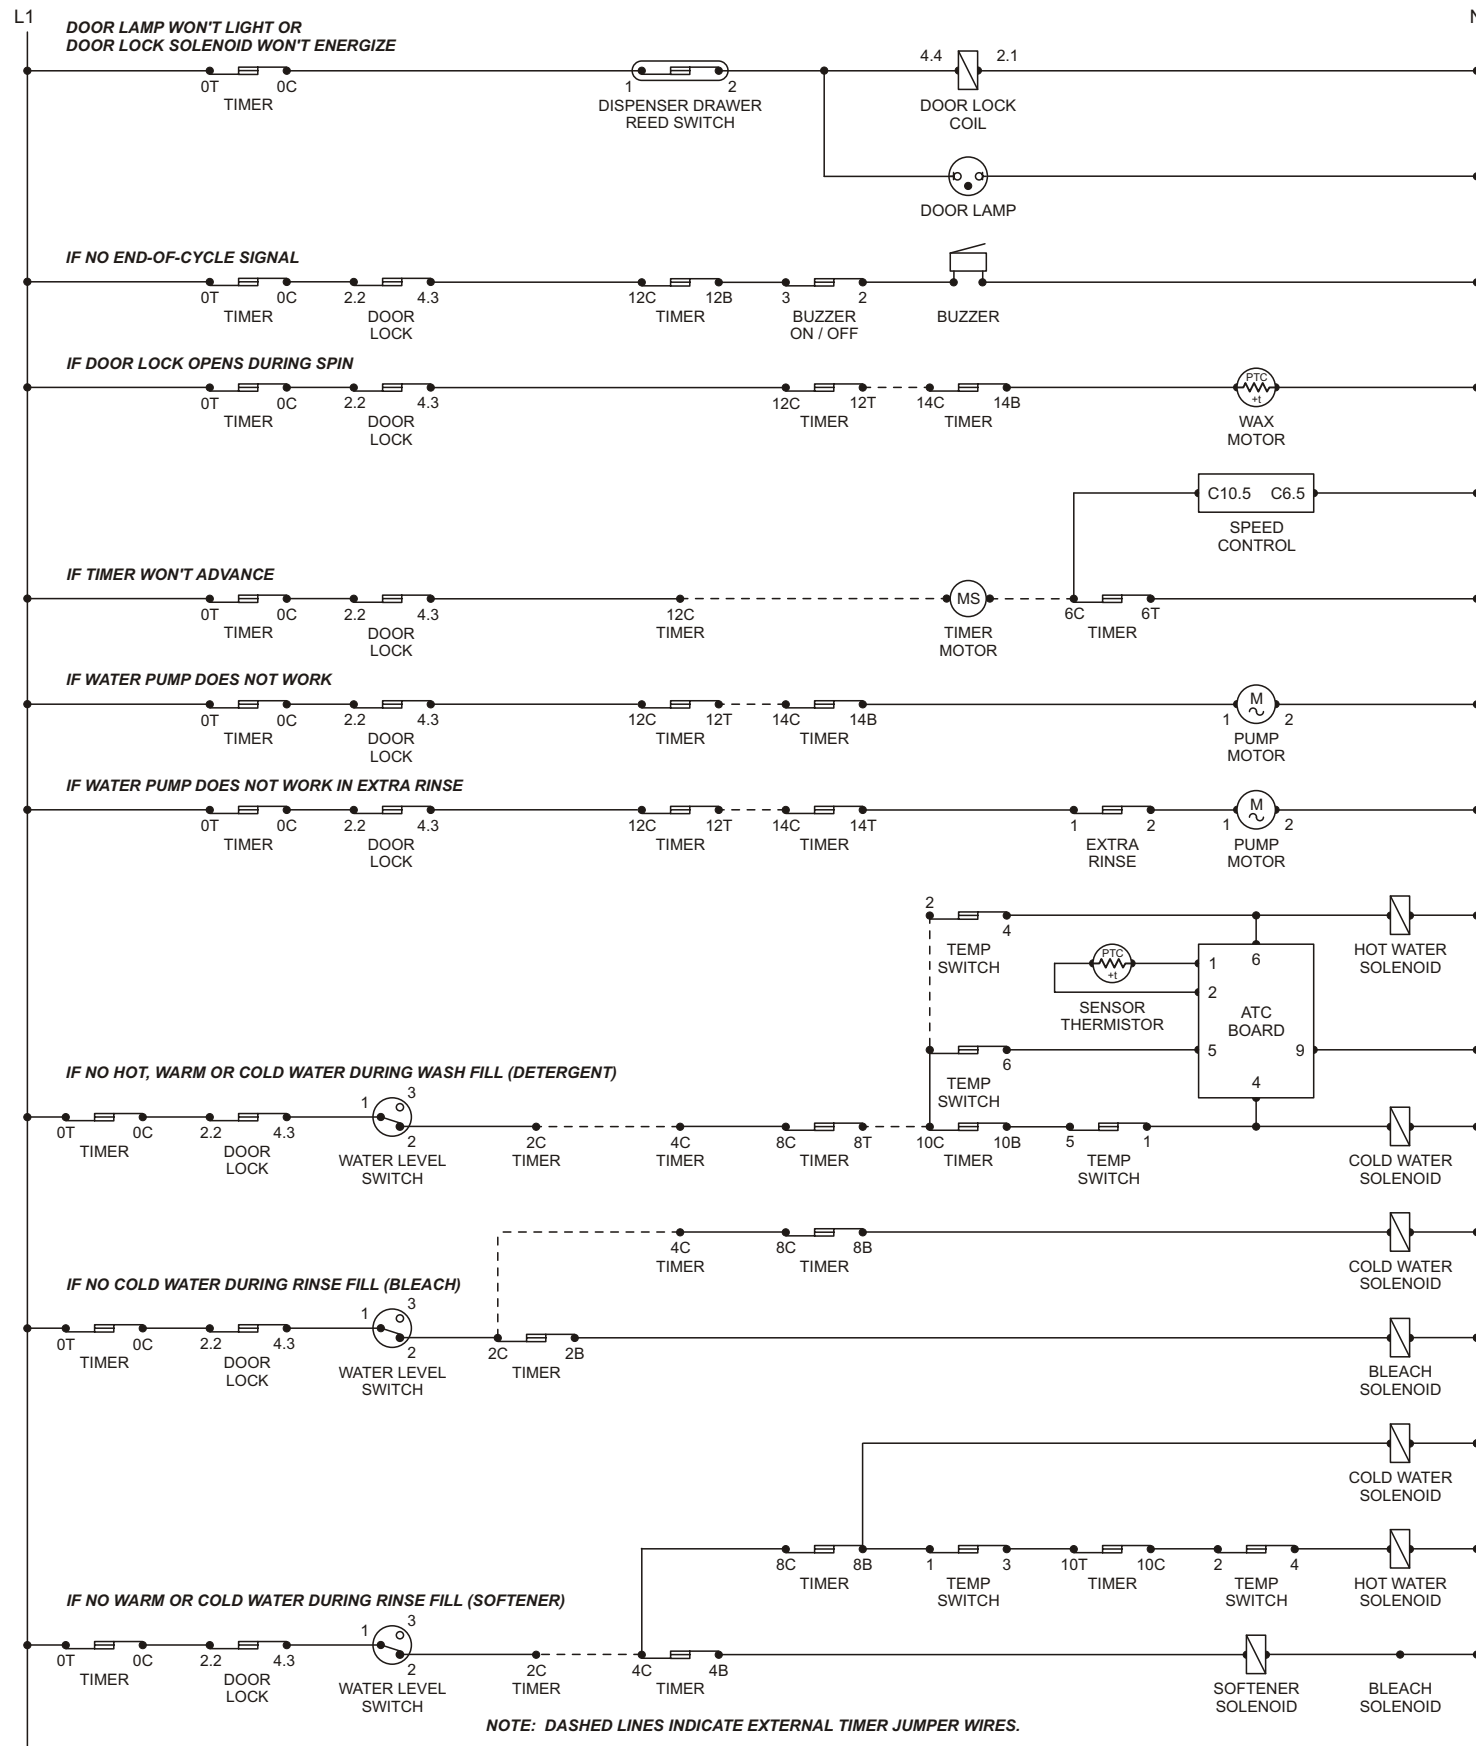 L1
N
DOOR LAMP WON'T LIGHT OR
DOOR LOCK SOLENOID WON'T ENERGIZE
0T 0C
TIMER
1 2
DISPENSER DRAWER
REED SWITCH
4.4 2.1
DOOR LOCK
COIL
DOOR LAMP
IF NO END-OF-CYCLE SIGNAL
0T 0C 2.2 4.3 12C 12B 3 2
TIMER DOOR LOCK TIMER BUZZER ON / OFF BUZZER
IF DOOR LOCK OPENS DURING SPIN
0T 0C 2.2 4.3 12C 12T 14C 14B PTC +t
TIMER DOOR LOCK TIMER TIMER WAX MOTOR
C10.5 C6.5
SPEED
CONTROL
IF TIMER WON'T ADVANCE
0T 0C 2.2 4.3 12C MS 6C 6T
TIMER DOOR LOCK TIMER TIMER MOTOR TIMER
IF WATER PUMP DOES NOT WORK
0T 0C 2.2 4.3 12C 12T 14C 14B 1 M 2
TIMER DOOR LOCK TIMER TIMER PUMP MOTOR
IF WATER PUMP DOES NOT WORK IN EXTRA RINSE
0T 0C 2.2 4.3 12C 12T 14C 14T 1 2 1 M 2
TIMER DOOR LOCK TIMER TIMER EXTRA RINSE PUMP MOTOR
2 4
TEMP
SWITCH
HOT WATER
SOLENOID
PTC +t
SENSOR
THERMISTOR
1 6
2
ATC
BOARD
5 9
4
6
TEMP
SWITCH
IF NO HOT, WARM OR COLD WATER DURING WASH FILL (DETERGENT)
0T 0C 2.2 4.3 1 3 2 2C 4C 8C 8T 10C 10B 5 1
TIMER DOOR LOCK WATER LEVEL SWITCH TIMER TIMER TIMER TIMER TEMP SWITCH COLD WATER SOLENOID
4C 8C 8B
TIMER TIMER COLD WATER SOLENOID
IF NO COLD WATER DURING RINSE FILL (BLEACH)
0T 0C 2.2 4.3 1 3 2 2C 2B
TIMER DOOR LOCK WATER LEVEL SWITCH TIMER BLEACH SOLENOID
COLD WATER
SOLENOID
8C 8B 1 3 10T 10C 2 4
TIMER TEMP SWITCH TIMER TEMP SWITCH HOT WATER SOLENOID
IF NO WARM OR COLD WATER DURING RINSE FILL (SOFTENER)
0T 0C 2.2 4.3 1 3 2 2C 4C 4B
TIMER DOOR LOCK WATER LEVEL SWITCH TIMER TIMER SOFTENER SOLENOID BLEACH SOLENOID
NOTE: DASHED LINES INDICATE EXTERNAL TIMER JUMPER WIRES.